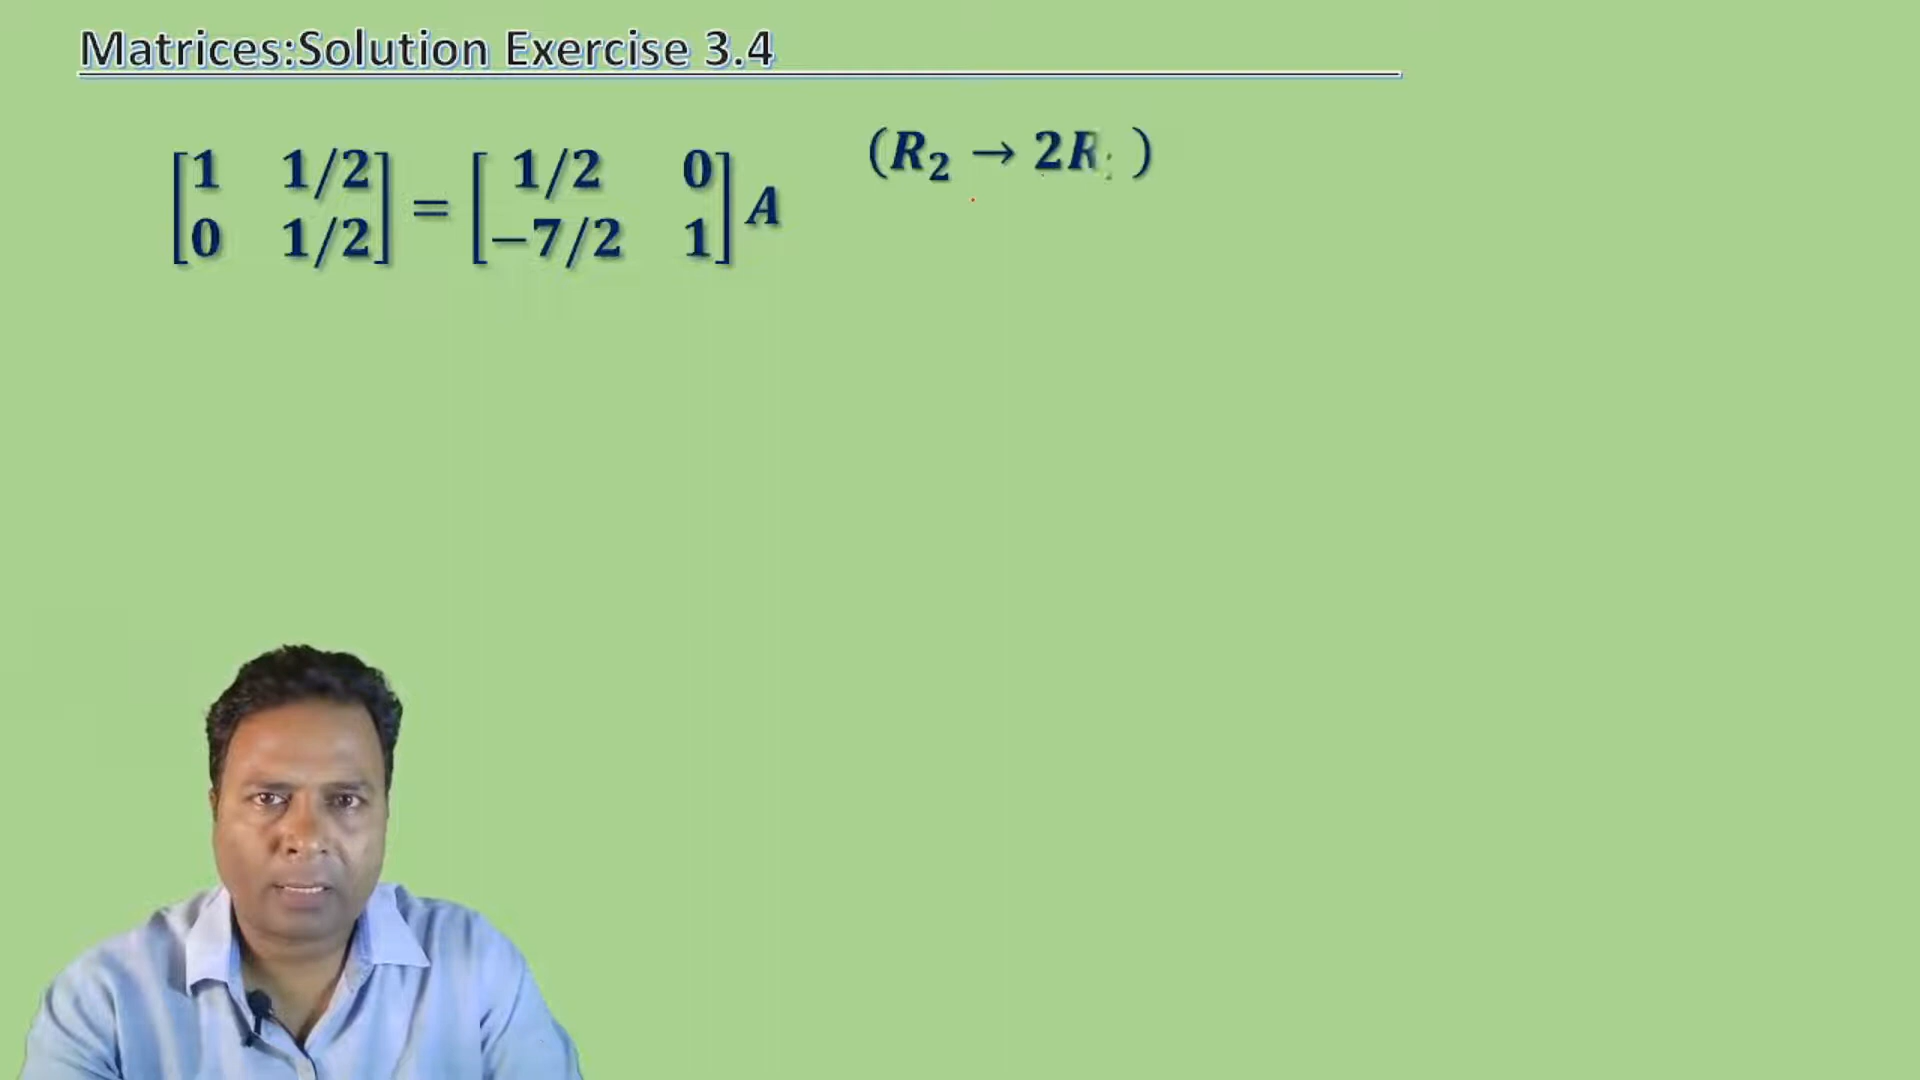 Matrices:Solution Exercise 3.4
[1 1/2] = [1/2 0] A (R₂ → 2R )
[0 1/2] [−7/2 1]